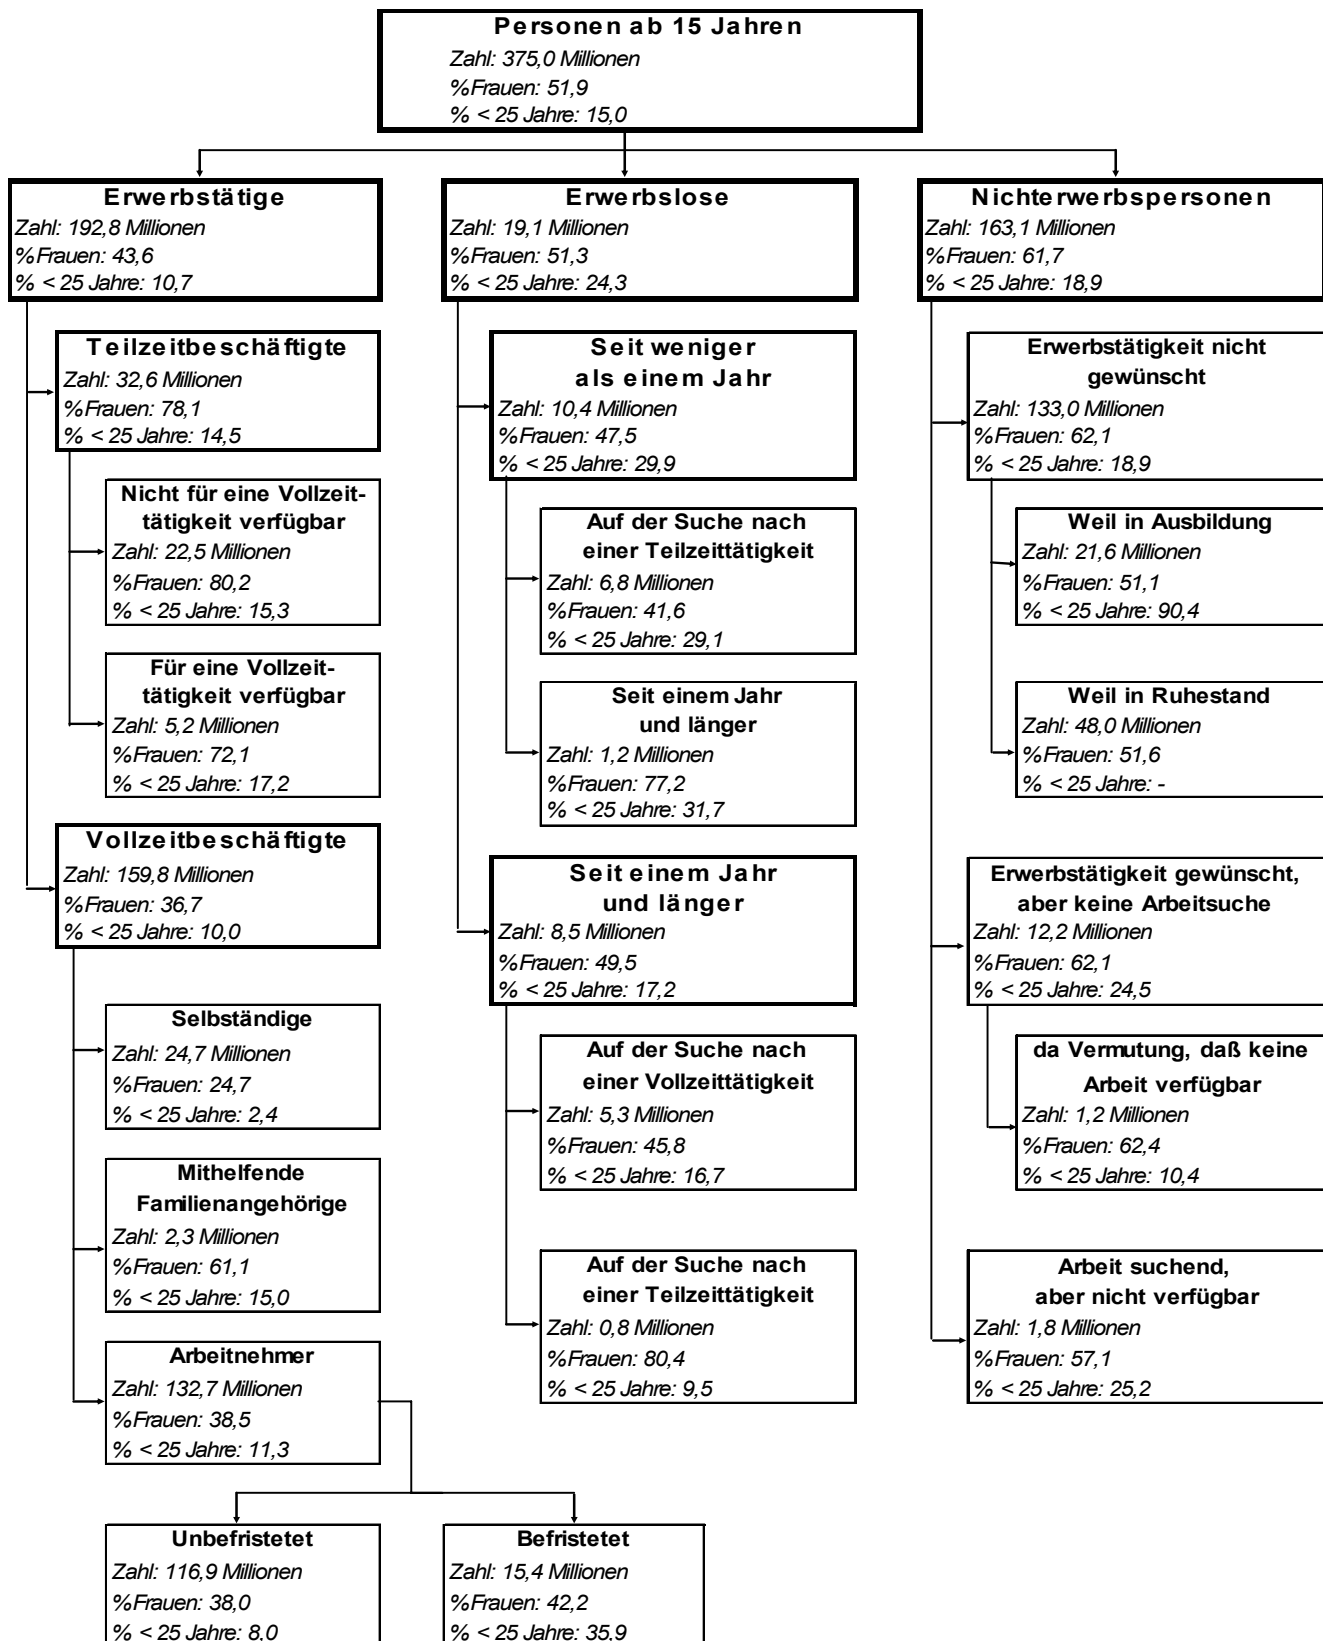 Personen ab 15 Jahren
Zahl: 375,0 Millionen
%Frauen: 51,9
% < 25 Jahre: 15,0
Erwerbstätige
Zahl: 192,8 Millionen
%Frauen: 43,6
% < 25 Jahre: 10,7
Teilzeitbeschäftigte
Zahl: 32,6 Millionen
%Frauen: 78,1
% < 25 Jahre: 14,5
Nicht für eine Vollzeit-
tätigkeit verfügbar
Zahl: 22,5 Millionen
%Frauen: 80,2
% < 25 Jahre: 15,3
Für eine Vollzeit-
tätigkeit verfügbar
Zahl: 5,2 Millionen
%Frauen: 72,1
% < 25 Jahre: 17,2
Vollzeitbeschäftigte
Zahl: 159,8 Millionen
%Frauen: 36,7
% < 25 Jahre: 10,0
Selbständige
Zahl: 24,7 Millionen
%Frauen: 24,7
% < 25 Jahre: 2,4
Mithelfende
Familienangehörige
Zahl: 2,3 Millionen
%Frauen: 61,1
% < 25 Jahre: 15,0
Arbeitnehmer
Zahl: 132,7 Millionen
%Frauen: 38,5
% < 25 Jahre: 11,3
Unbefristetet
Zahl: 116,9 Millionen
%Frauen: 38,0
% < 25 Jahre: 8,0
Befristetet
Zahl: 15,4 Millionen
%Frauen: 42,2
% < 25 Jahre: 35,9
Erwerbslose
Zahl: 19,1 Millionen
%Frauen: 51,3
% < 25 Jahre: 24,3
Seit weniger
als einem Jahr
Zahl: 10,4 Millionen
%Frauen: 47,5
% < 25 Jahre: 29,9
Auf der Suche nach
einer Teilzeittätigkeit
Zahl: 6,8 Millionen
%Frauen: 41,6
% < 25 Jahre: 29,1
Seit einem Jahr
und länger
Zahl: 1,2 Millionen
%Frauen: 77,2
% < 25 Jahre: 31,7
Seit einem Jahr
und länger
Zahl: 8,5 Millionen
%Frauen: 49,5
% < 25 Jahre: 17,2
Auf der Suche nach
einer Vollzeittätigkeit
Zahl: 5,3 Millionen
%Frauen: 45,8
% < 25 Jahre: 16,7
Auf der Suche nach
einer Teilzeittätigkeit
Zahl: 0,8 Millionen
%Frauen: 80,4
% < 25 Jahre: 9,5
Nichterwerbspersonen
Zahl: 163,1 Millionen
%Frauen: 61,7
% < 25 Jahre: 18,9
Erwerbstätigkeit nicht
gewünscht
Zahl: 133,0 Millionen
%Frauen: 62,1
% < 25 Jahre: 18,9
Weil in Ausbildung
Zahl: 21,6 Millionen
%Frauen: 51,1
% < 25 Jahre: 90,4
Weil in Ruhestand
Zahl: 48,0 Millionen
%Frauen: 51,6
% < 25 Jahre: -
Erwerbstätigkeit gewünscht,
aber keine Arbeitsuche
Zahl: 12,2 Millionen
%Frauen: 62,1
% < 25 Jahre: 24,5
da Vermutung, daß keine
Arbeit verfügbar
Zahl: 1,2 Millionen
%Frauen: 62,4
% < 25 Jahre: 10,4
Arbeit suchend,
aber nicht verfügbar
Zahl: 1,8 Millionen
%Frauen: 57,1
% < 25 Jahre: 25,2